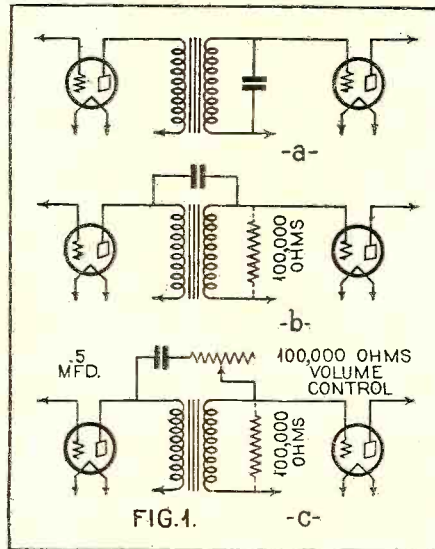 -a-
100,000
OHMS
-b-
.5
MFD.
100,000 OHMS
VOLUME
CONTROL
100,000
OHMS
FIG.1.
-c-